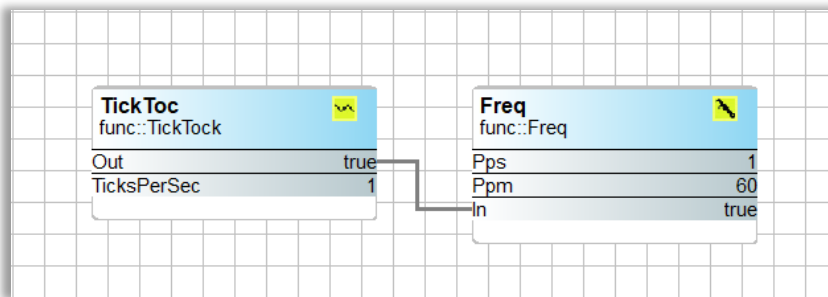 TickToc
func::TickTock
Out true
TicksPerSec 1
Freq
func::Freq
Pps 1
Ppm 60
In true